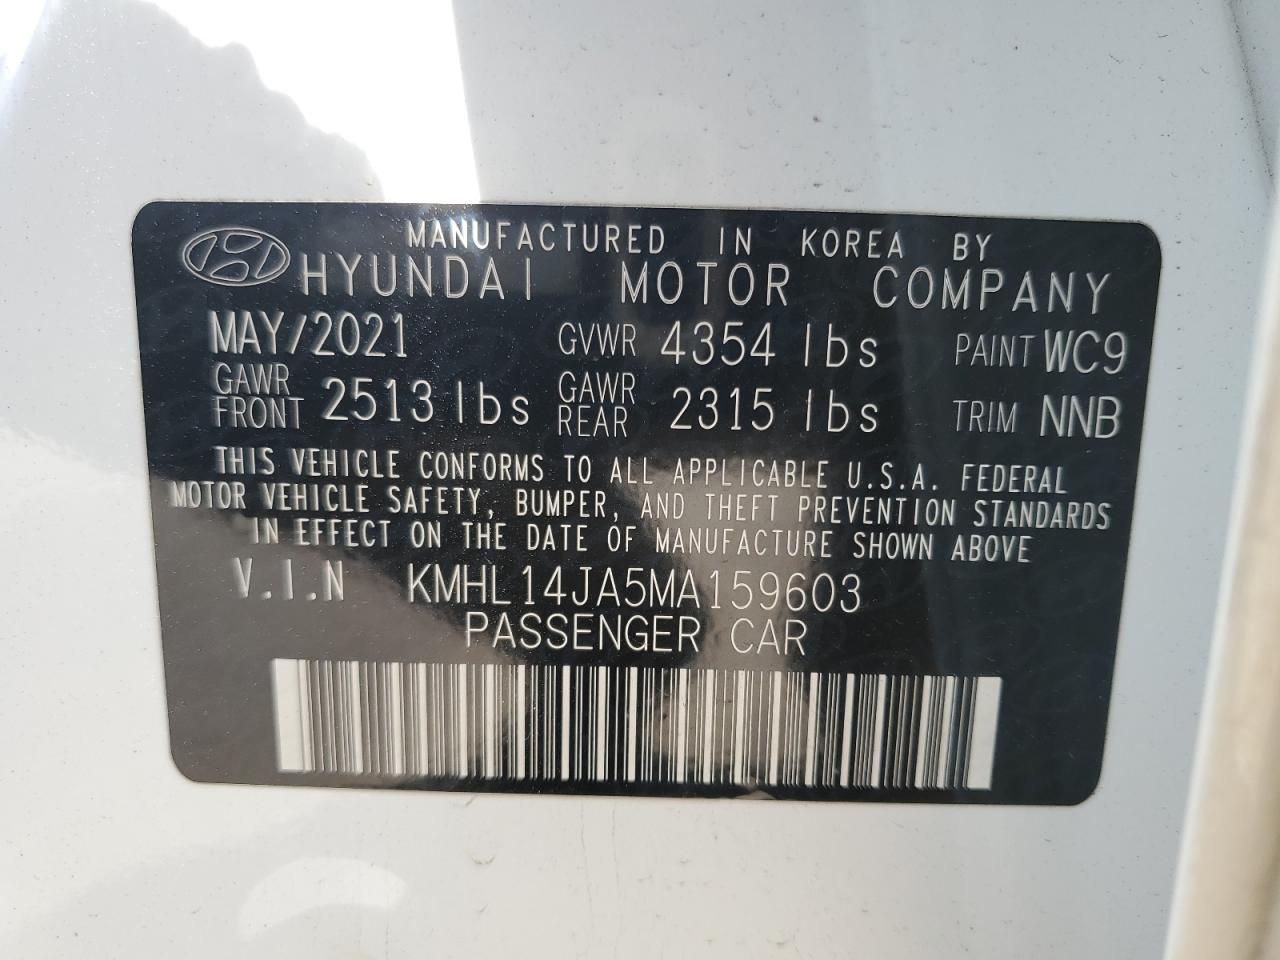 MANUFACTURED IN KOREA BY
HYUNDAI MOTOR COMPANY
MAY/2021 GVWR 4354 lbs PAINT WC9
GAWR FRONT 2513 lbs GAWR REAR 2315 lbs TRIM NNB
THIS VEHICLE CONFORMS TO ALL APPLICABLE U.S.A. FEDERAL
MOTOR VEHICLE SAFETY, BUMPER, AND THEFT PREVENTION STANDARDS
IN EFFECT ON THE DATE OF MANUFACTURE SHOWN ABOVE
V.I.N KMHL14JA5MA159603
PASSENGER CAR